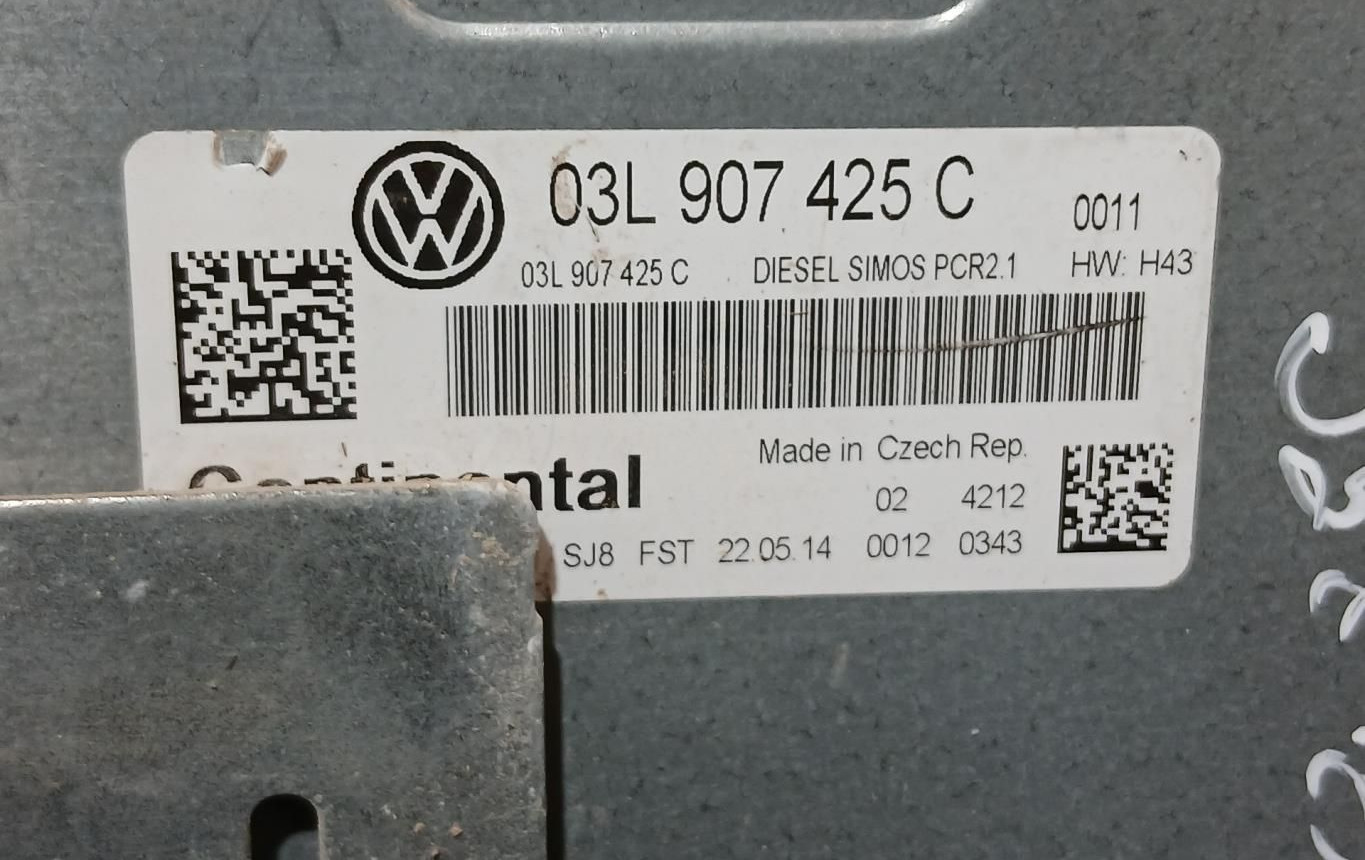 03L 907 425 C 0011
03L 907 425 C DIESEL SIMOS PCR2.1 HW: H43
Continental
Made in Czech Rep.
02 4212
SJ8 FST 22.05.14 0012 0343